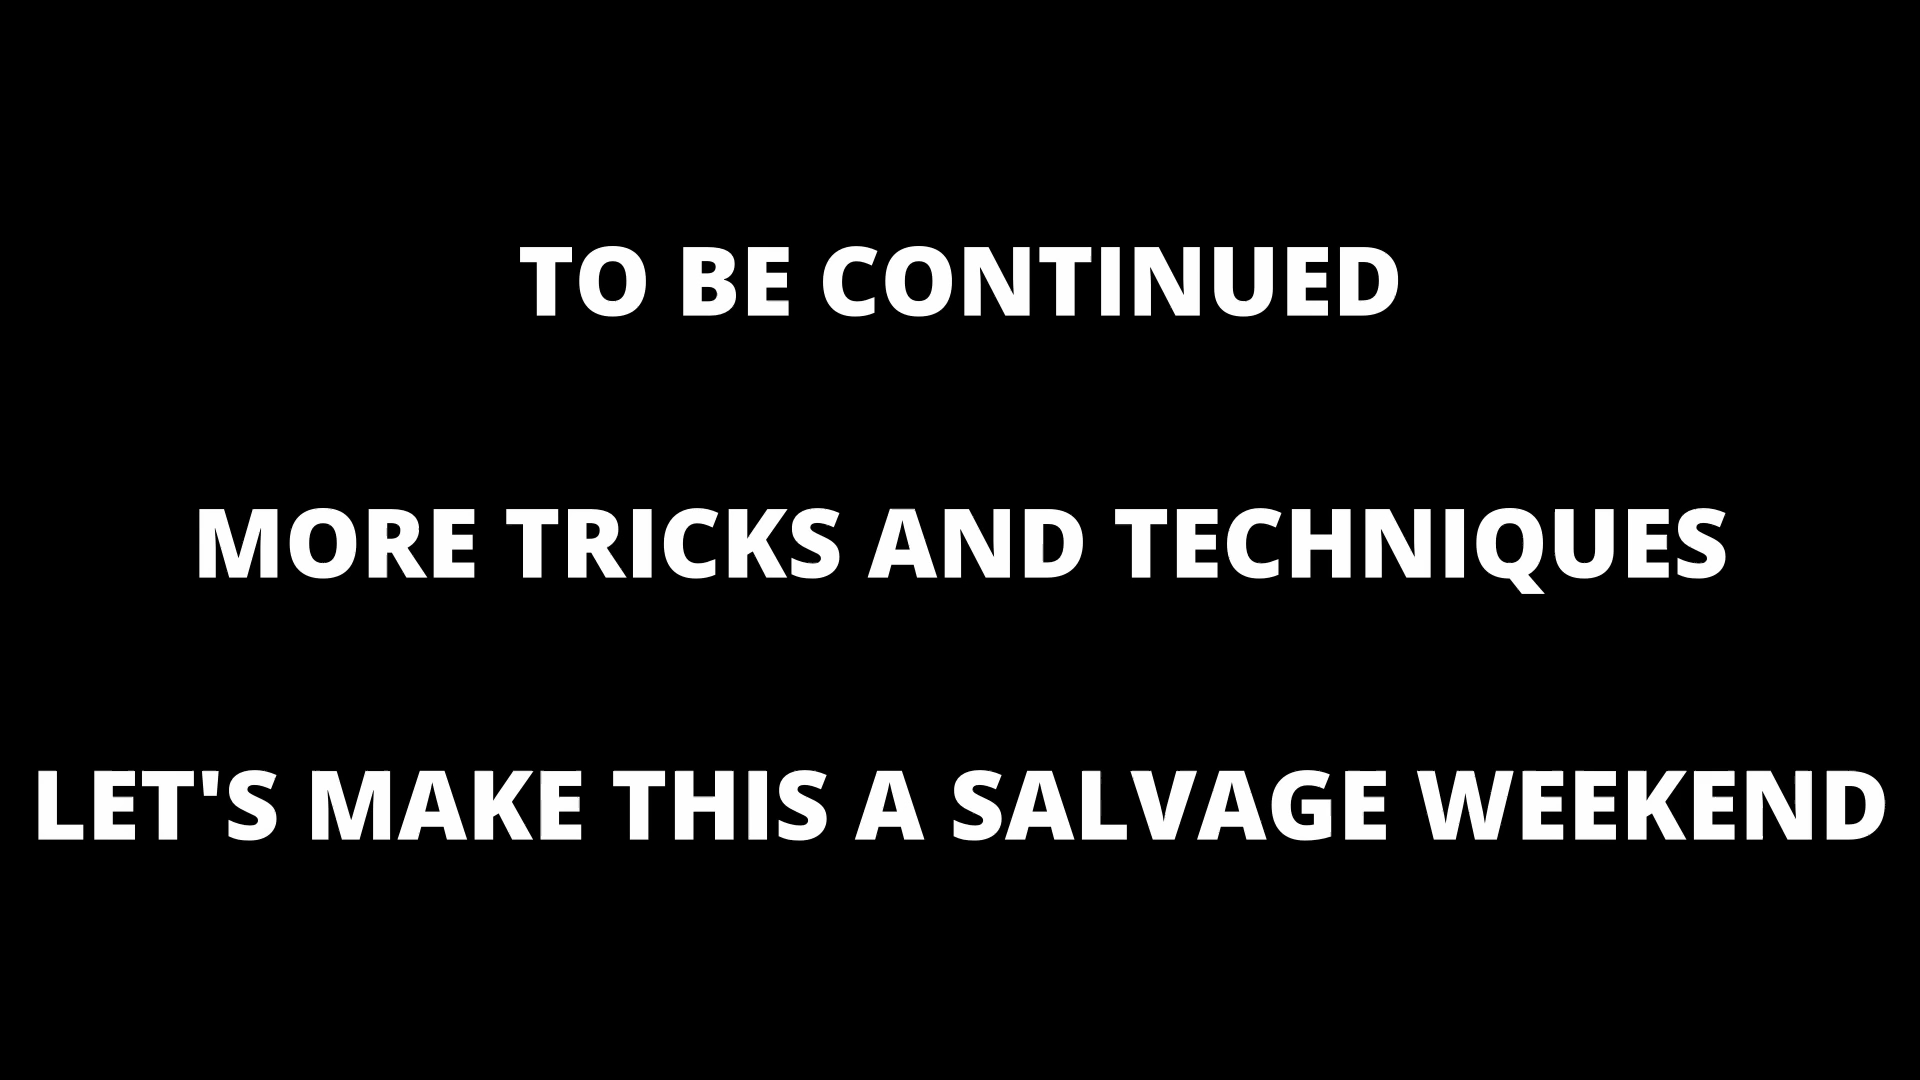 TO BE CONTINUED
MORE TRICKS AND TECHNIQUES
LET'S MAKE THIS A SALVAGE WEEKEND